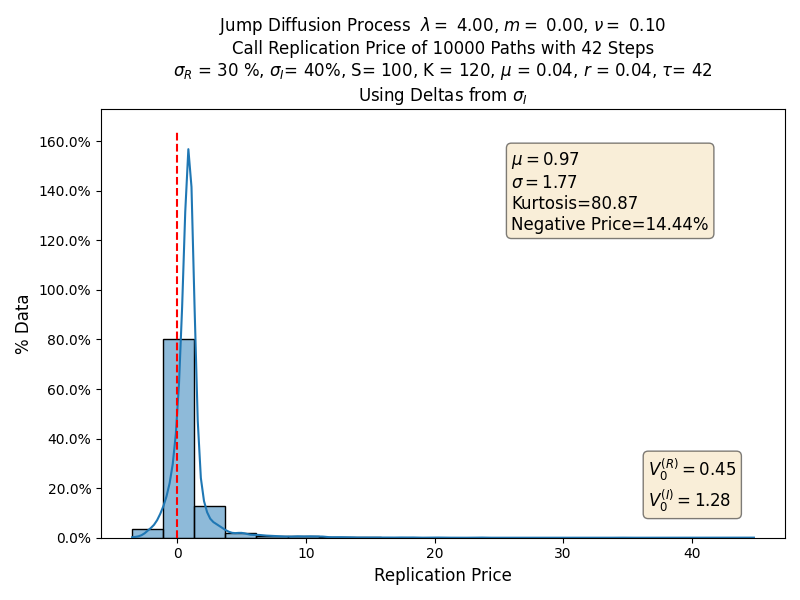 Jump Diffusion Process λ = 4.00, m = 0.00, ν = 0.10
Call Replication Price of 10000 Paths with 42 Steps
σ_R = 30 %, σ_I= 40%, S= 100, K = 120, μ = 0.04, r = 0.04, τ= 42
Using Deltas from σ_I
160.0%
140.0%
120.0%
100.0%
80.0%
60.0%
40.0%
20.0%
0.0%
% Data
μ = 0.97
σ = 1.77
Kurtosis=80.87
Negative Price=14.44%
V_0^(R) = 0.45
V_0^(I) = 1.28
0 10 20 30 40
Replication Price